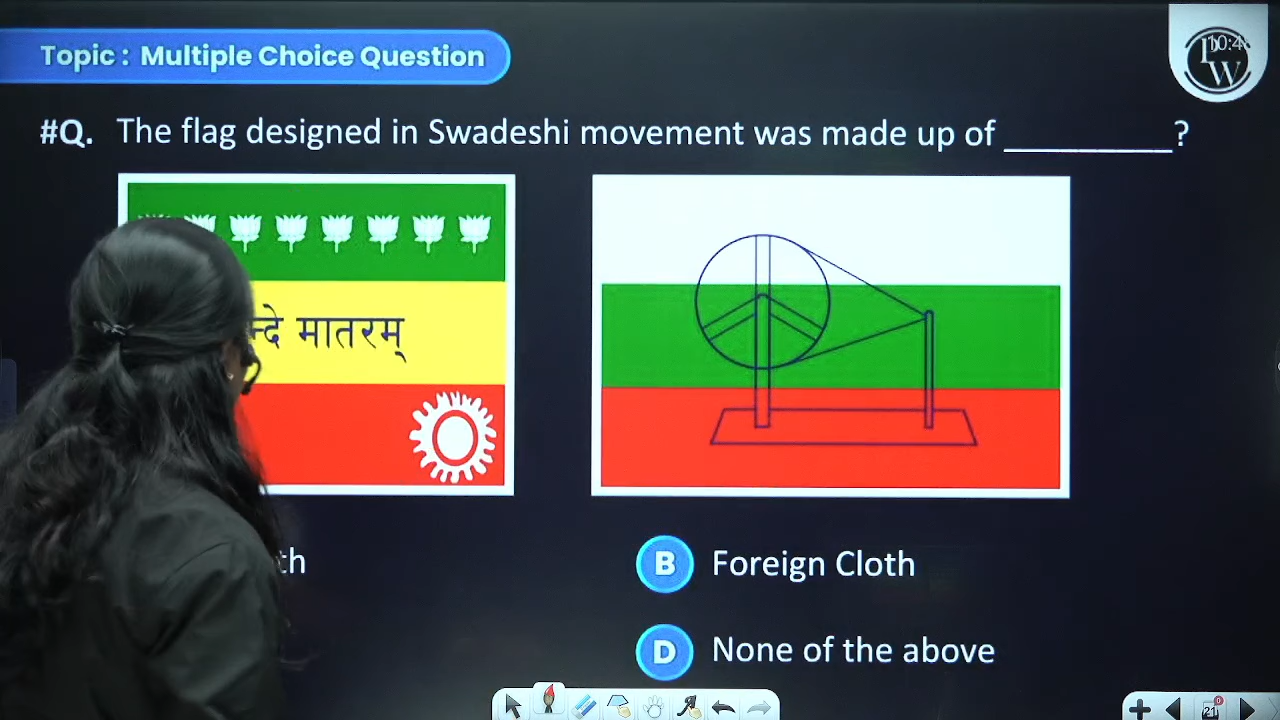 Topic : Multiple Choice Question
#Q. The flag designed in Swadeshi movement was made up of __________?
मातरम्
B Foreign Cloth
D None of the above
21